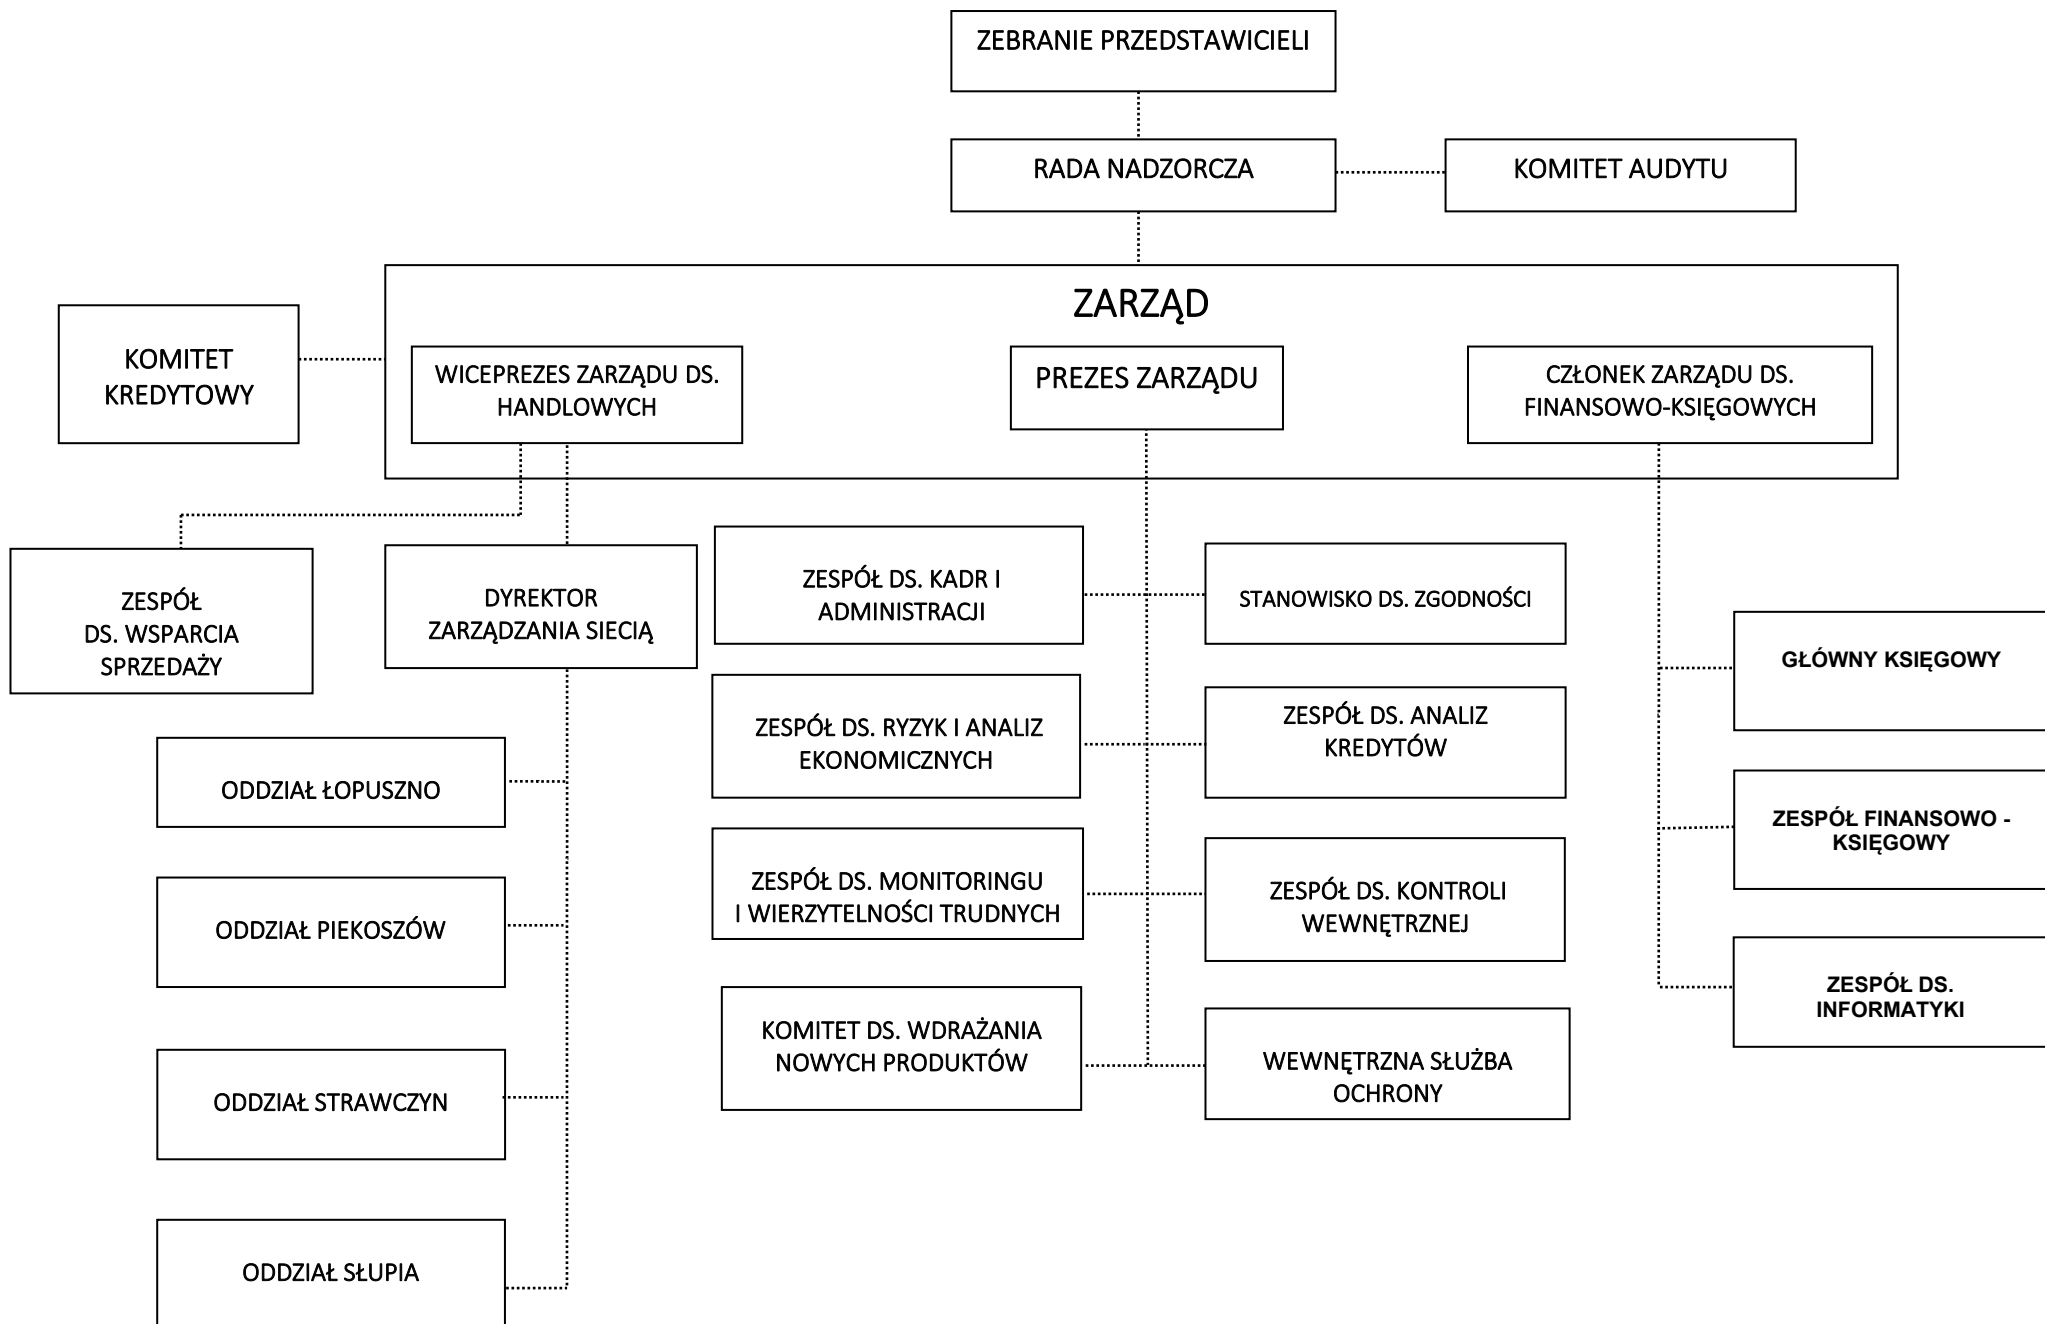 ZEBRANIE PRZEDSTAWICIELI
RADA NADZORCZA
KOMITET AUDYTU
ZARZĄD
KOMITET
KREDYTOWY
WICEPREZES ZARZĄDU DS.
HANDLOWYCH
PREZES ZARZĄDU
CZŁONEK ZARZĄDU DS.
FINANSOWO-KSIĘGOWYCH
ZESPÓŁ
DS. WSPARCIA
SPRZEDAŻY
DYREKTOR
ZARZĄDZANIA SIECIĄ
ZESPÓŁ DS. KADR I
ADMINISTRACJI
STANOWISKO DS. ZGODNOŚCI
GŁÓWNY KSIĘGOWY
ZESPÓŁ DS. RYZYK I ANALIZ
EKONOMICZNYCH
ZESPÓŁ DS. ANALIZ
KREDYTÓW
ODDZIAŁ ŁOPUSZNO
ZESPÓŁ FINANSOWO -
KSIĘGOWY
ZESPÓŁ DS. MONITORINGU
I WIERZYTELNOŚCI TRUDNYCH
ZESPÓŁ DS. KONTROLI
WEWNĘTRZNEJ
ODDZIAŁ PIEKOSZÓW
ZESPÓŁ DS.
INFORMATYKI
KOMITET DS. WDRAŻANIA
NOWYCH PRODUKTÓW
WEWNĘTRZNA SŁUŻBA
OCHRONY
ODDZIAŁ STRAWCZYN
ODDZIAŁ SŁUPIA